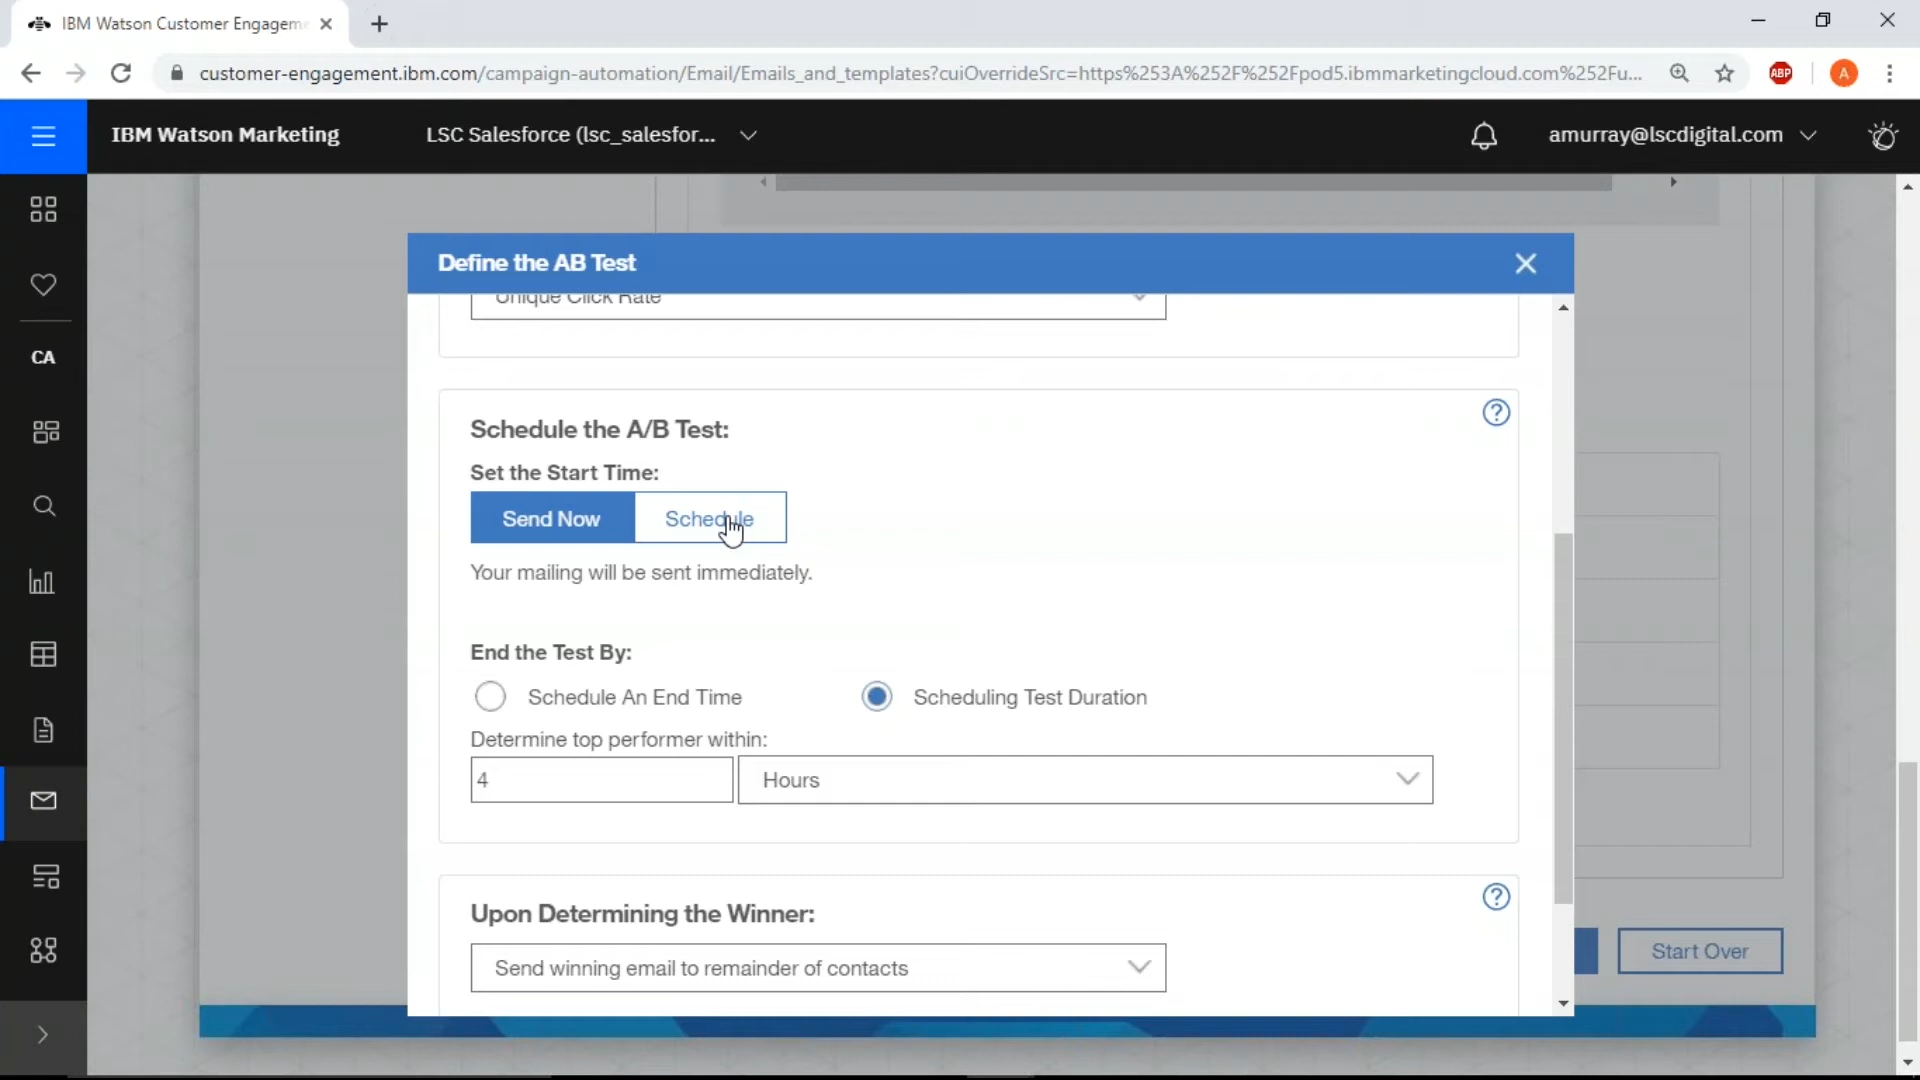 IBM Watson Customer Engagem
customer-engagement.ibm.com/campaign-automation/Email/Emails_and_templates?cuiOverrideSrc=https%253A%252F%252Fpod5.ibmmarketingcloud.com%252Fu...
ABP
A
IBM Watson Marketing
LSC Salesforce (lsc_salesfor...
amurray@lscdigital.com
CA
Define the AB Test
Unique Click Rate
Schedule the A/B Test:
?
Set the Start Time:
Send Now
Schedule
Your mailing will be sent immediately.
End the Test By:
Schedule An End Time
Scheduling Test Duration
Determine top performer within:
4
Hours
Upon Determining the Winner:
?
Send winning email to remainder of contacts
Start Over